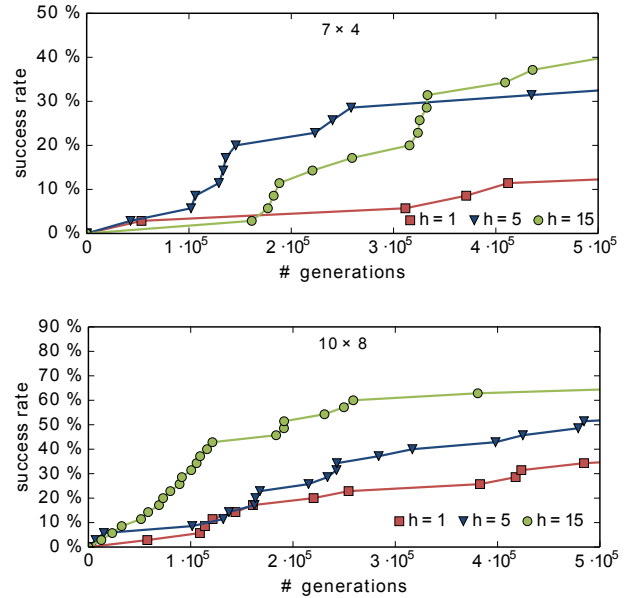 7 × 4
success rate
50 %
40 %
30 %
20 %
10 %
0 %
h = 1 h = 5 h = 15
0 1·10⁵ 2·10⁵ 3·10⁵ 4·10⁵ 5·10⁵
# generations
10 × 8
success rate
90 %
80 %
70 %
60 %
50 %
40 %
30 %
20 %
10 %
0 %
h = 1 h = 5 h = 15
0 1·10⁵ 2·10⁵ 3·10⁵ 4·10⁵ 5·10⁵
# generations